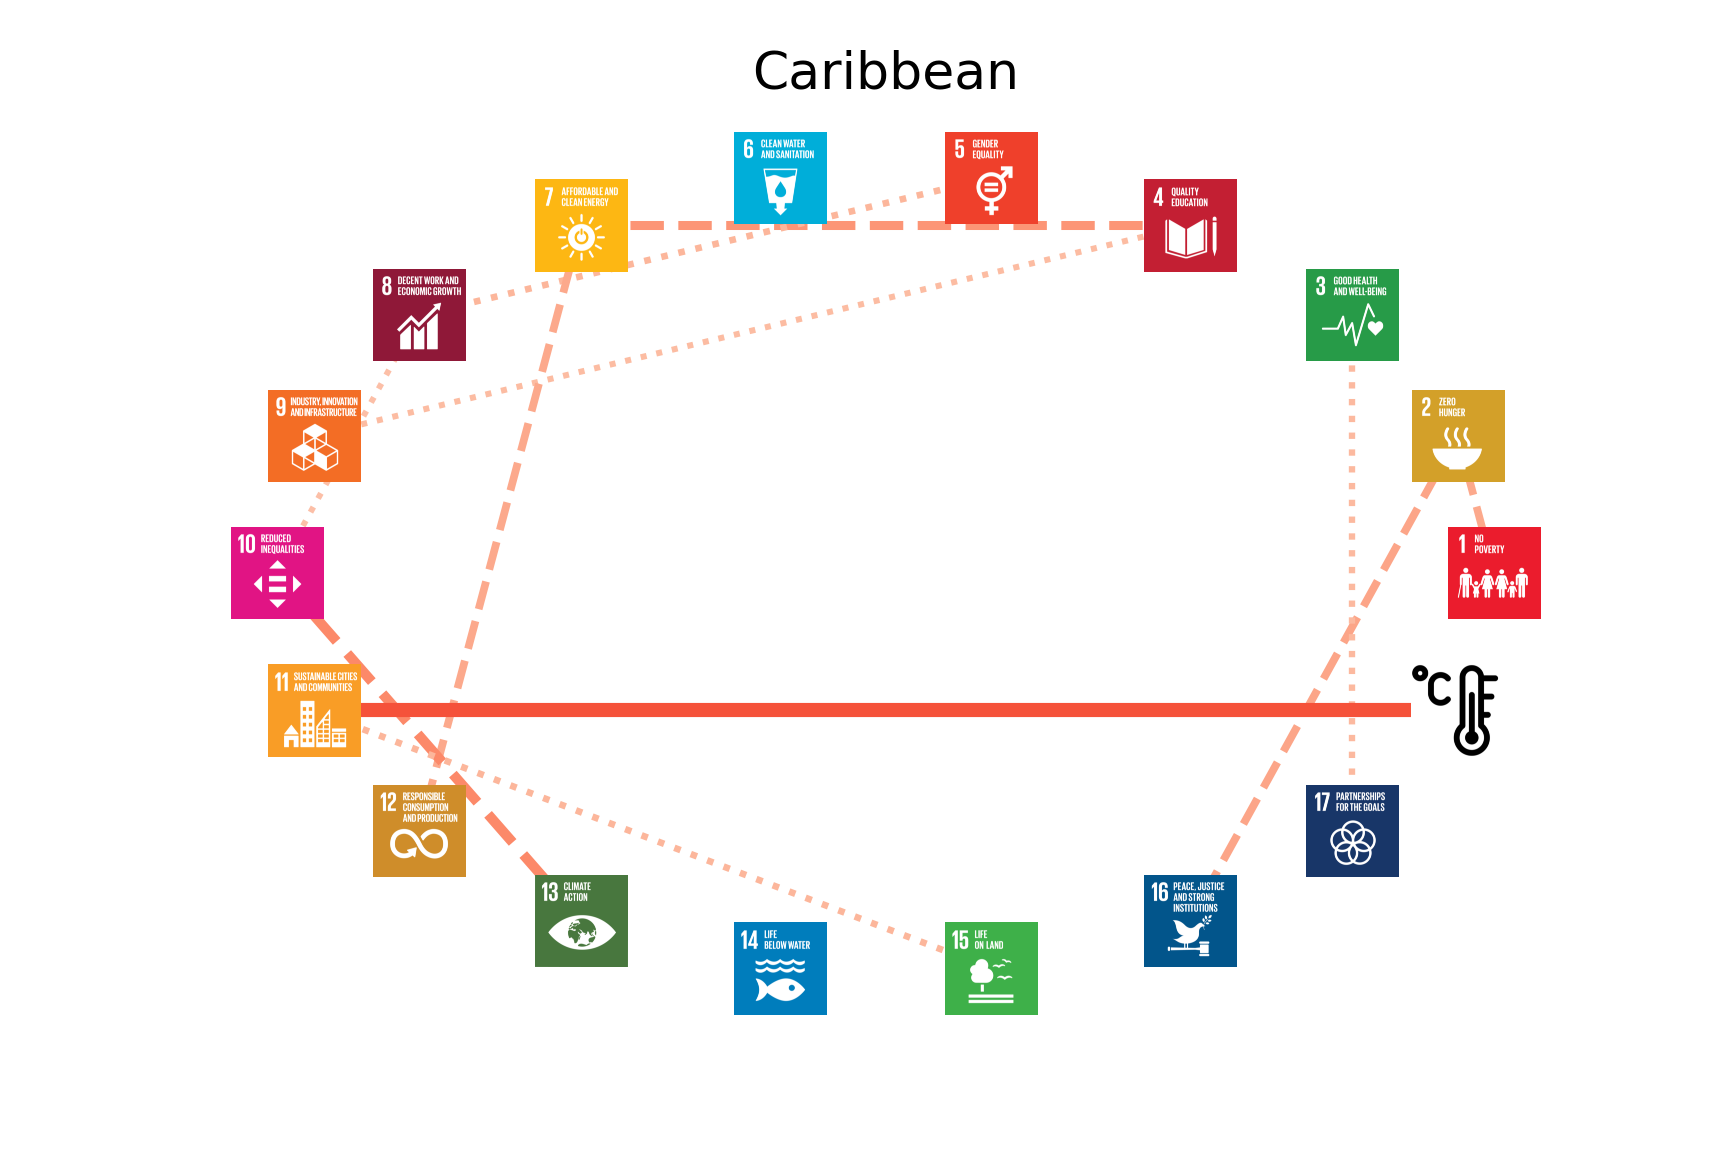 Caribbean
6 CLEAN WATER
AND SANITATION
5 GENDER
EQUALITY
7 AFFORDABLE AND
CLEAN ENERGY
4 QUALITY
EDUCATION
8 DECENT WORK AND
ECONOMIC GROWTH
3 GOOD HEALTH
AND WELL-BEING
9 INDUSTRY, INNOVATION
AND INFRASTRUCTURE
2 ZERO
HUNGER
10 REDUCED
INEQUALITIES
1 NO
POVERTY
11 SUSTAINABLE CITIES
AND COMMUNITIES
°C
12 RESPONSIBLE
CONSUMPTION
AND PRODUCTION
17 PARTNERSHIPS
FOR THE GOALS
13 CLIMATE
ACTION
16 PEACE, JUSTICE
AND STRONG
INSTITUTIONS
14 LIFE
BELOW WATER
15 LIFE
ON LAND